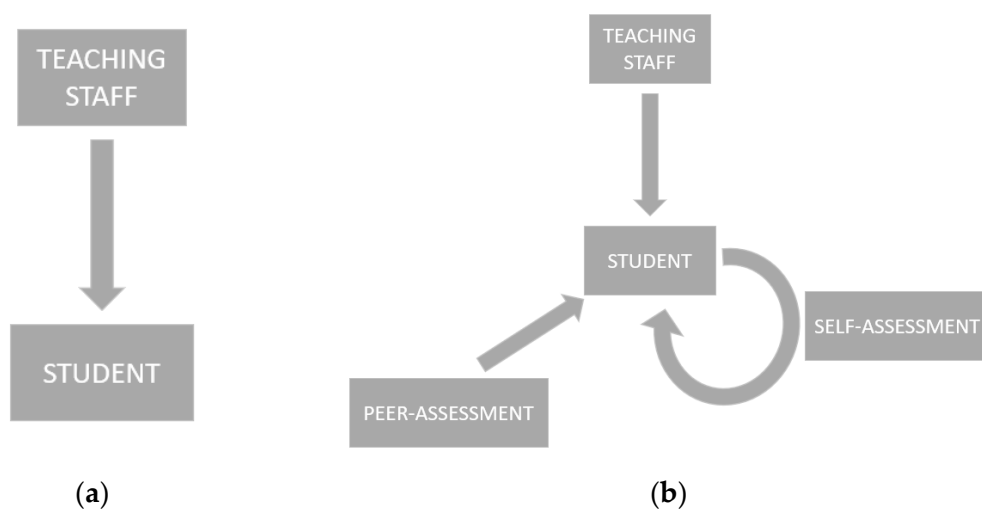 TEACHING
STAFF
STUDENT
(a)
TEACHING
STAFF
STUDENT
SELF-ASSESSMENT
PEER-ASSESSMENT
(b)